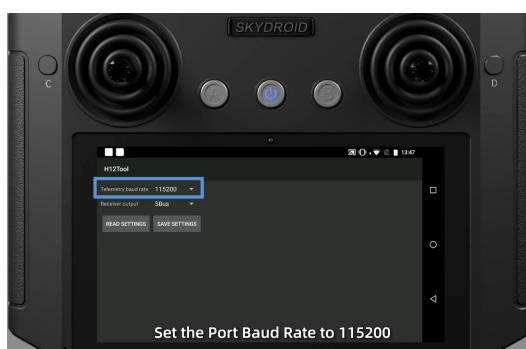 SKYDROID
C
A
B
D
13:47
H12Tool
Telemetry baud rate 115200
Receiver output SBus
READ SETTINGS SAVE SETTINGS
Set the Port Baud Rate to 115200